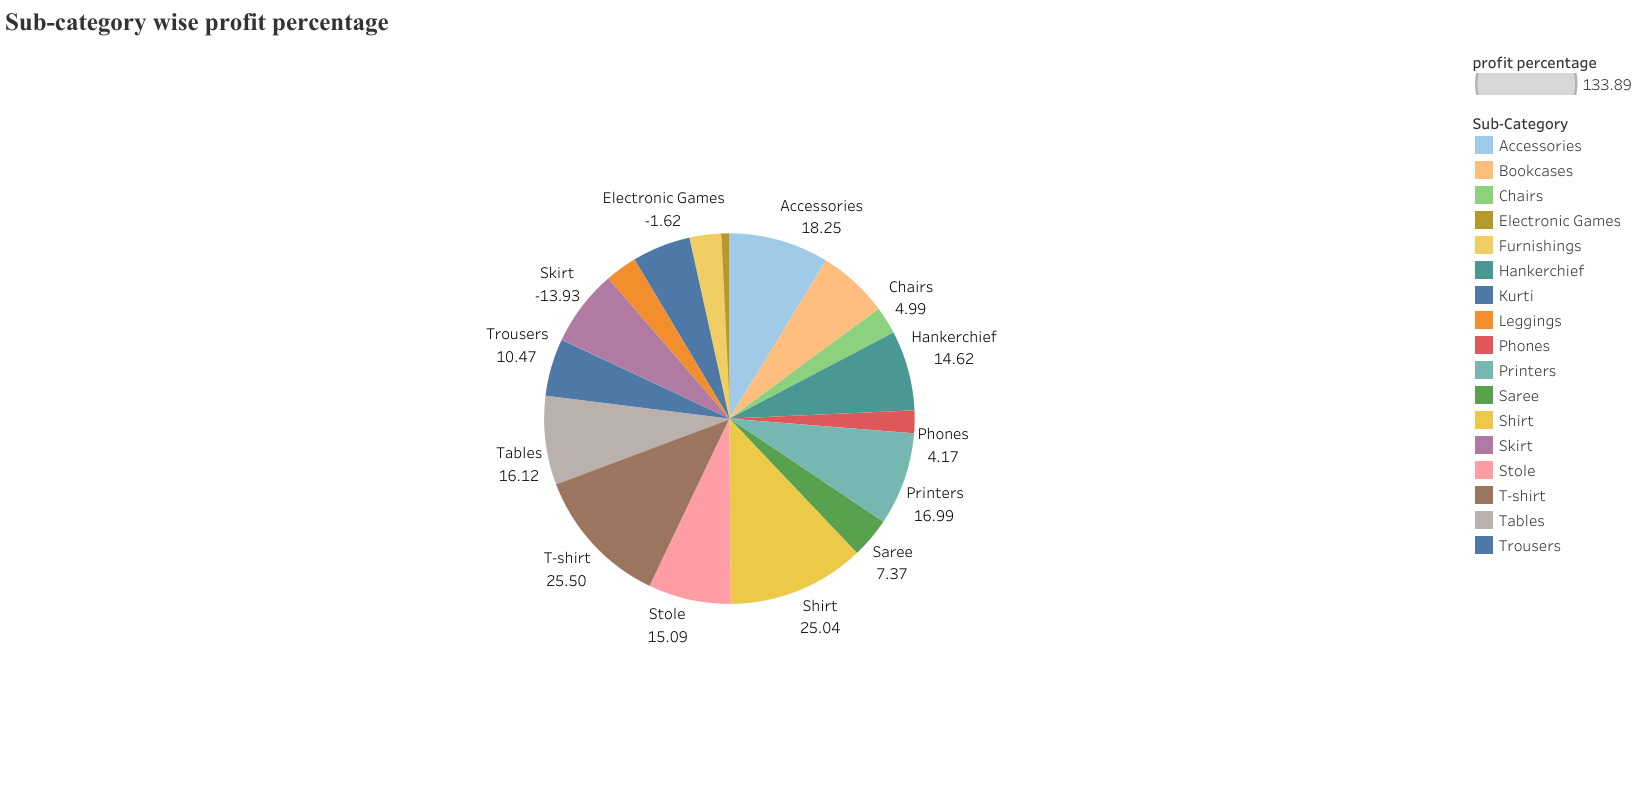 Sub-category wise profit percentage
profit percentage
133.89
Sub-Category
Accessories
Bookcases
Chairs
Electronic Games
Furnishings
Hankerchief
Kurti
Leggings
Phones
Printers
Saree
Shirt
Skirt
Stole
T-shirt
Tables
Trousers
Electronic Games
-1.62
Accessories
18.25
Skirt
-13.93
Chairs
4.99
Trousers
10.47
Hankerchief
14.62
Phones
4.17
Tables
16.12
Printers
16.99
Saree
7.37
T-shirt
25.50
Shirt
25.04
Stole
15.09